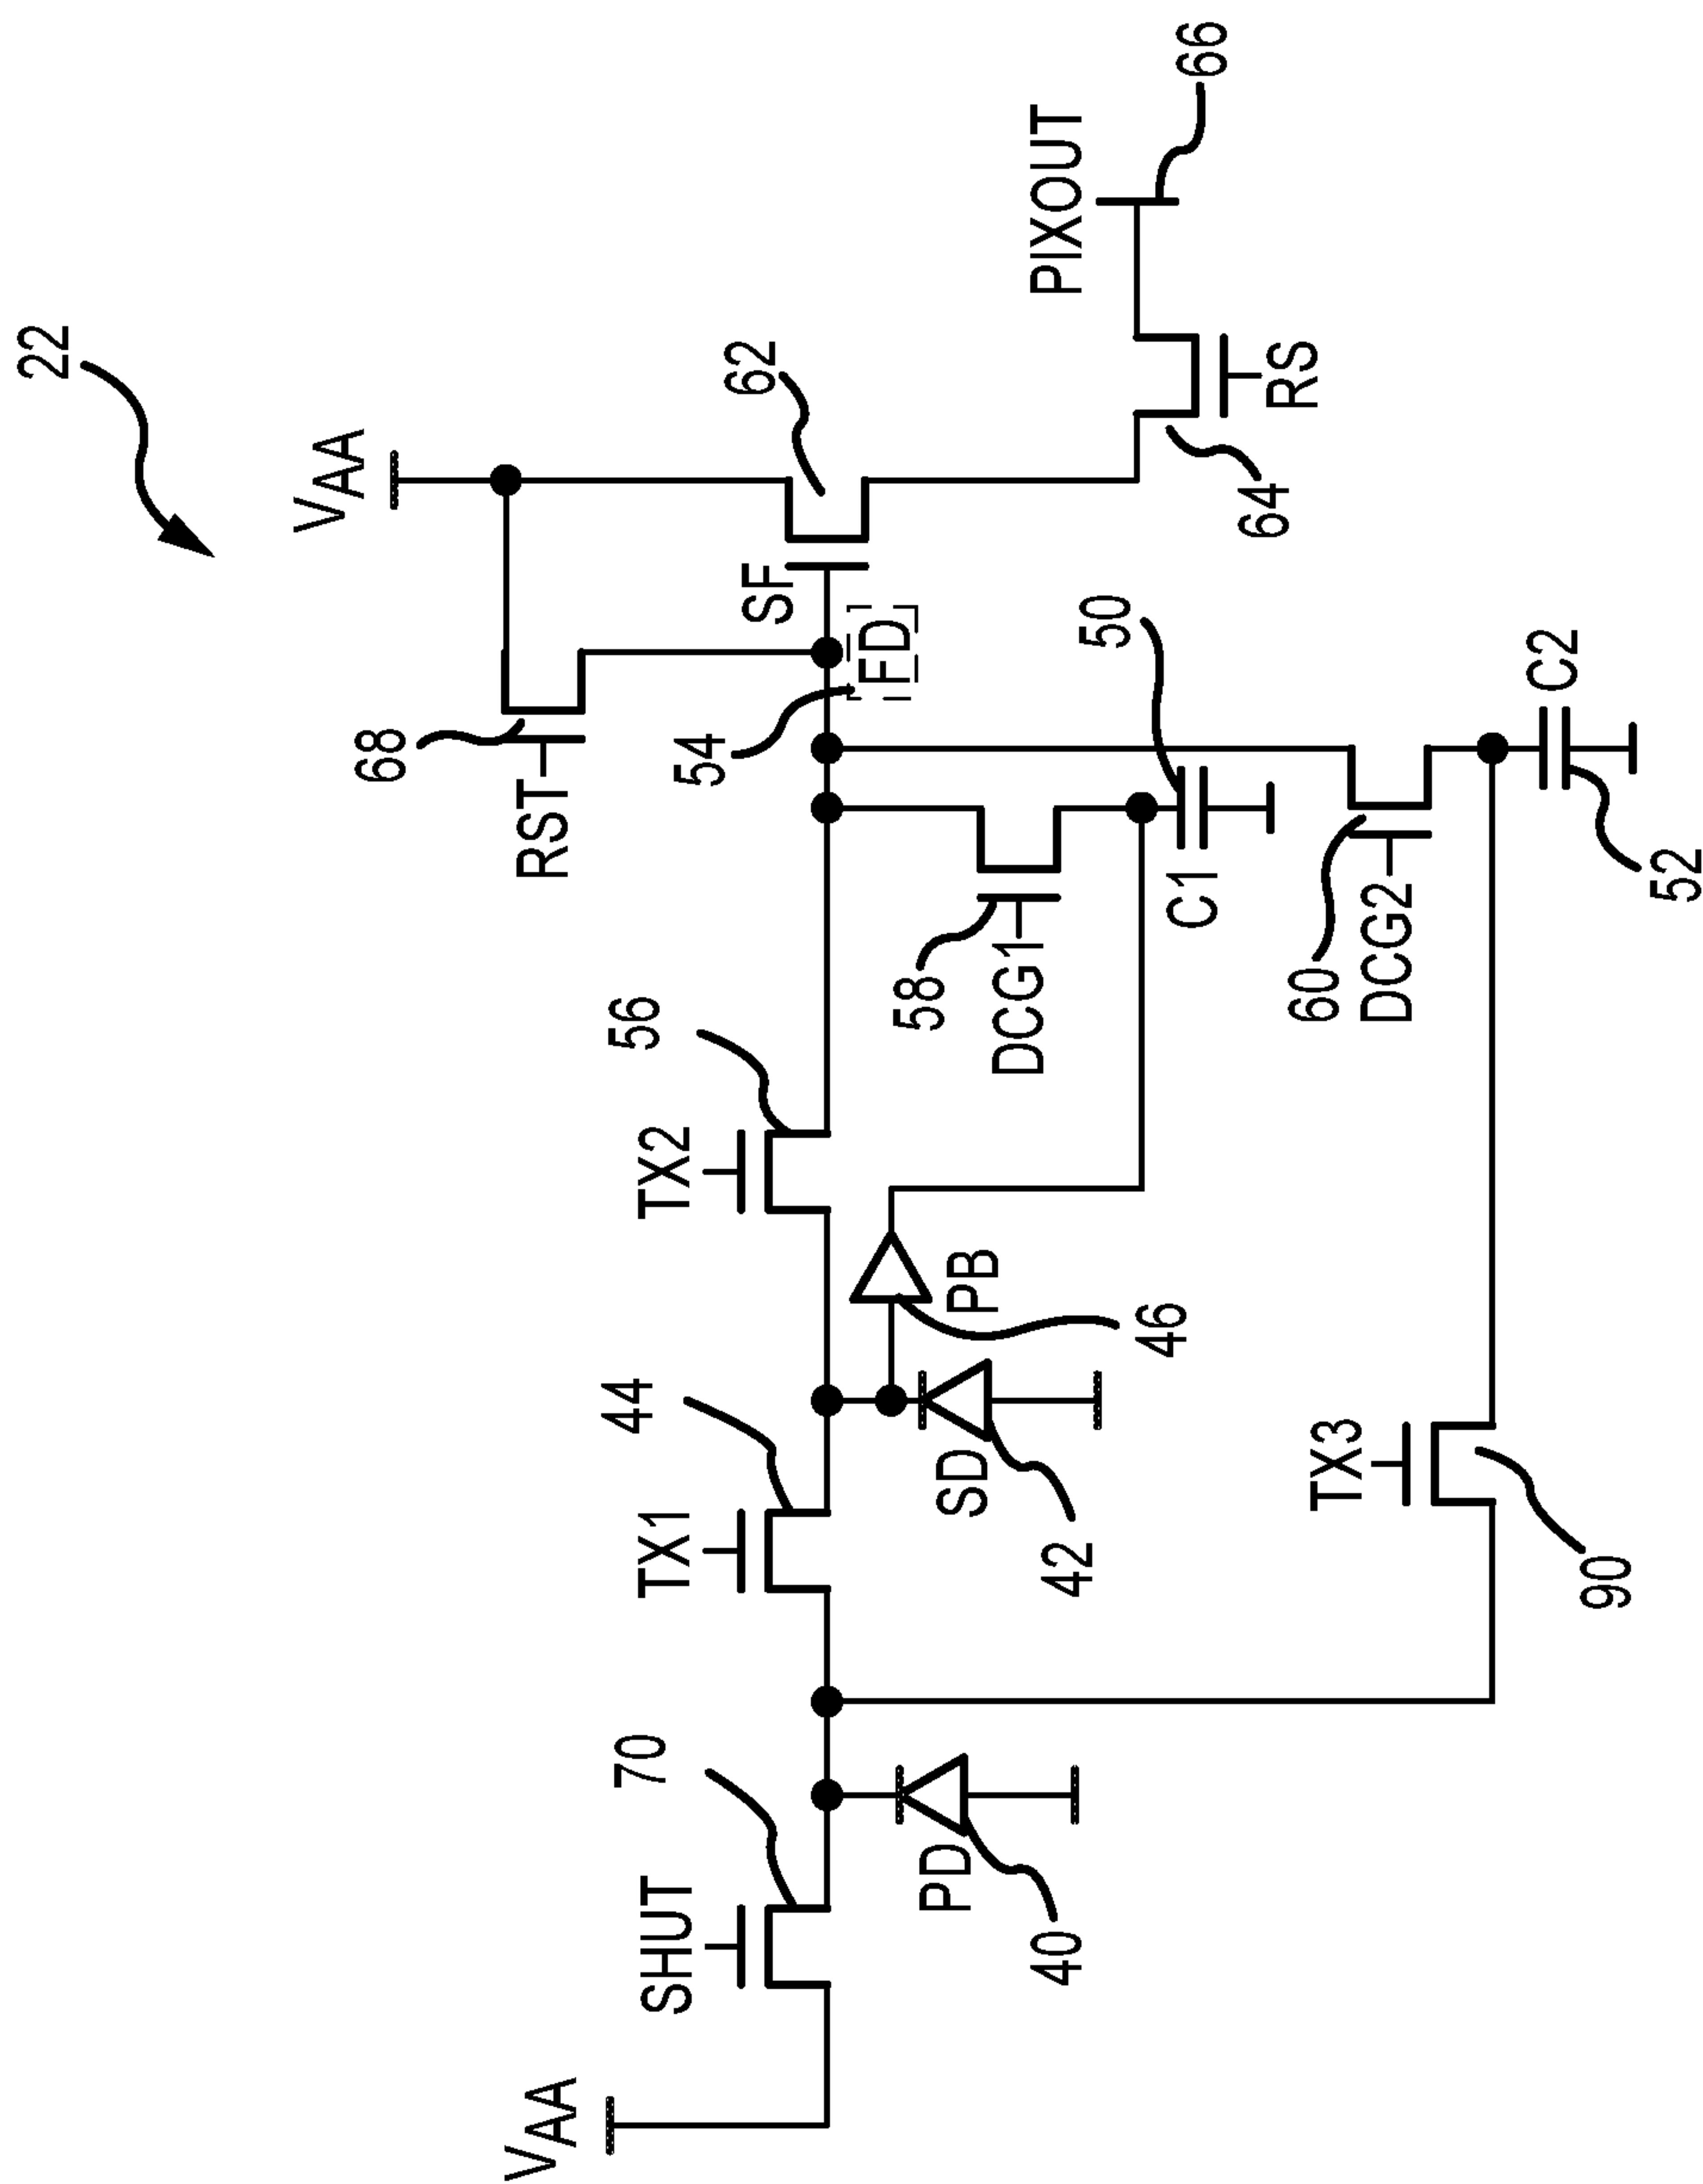 22
VAA
66
PIXOUT
62
SF
RS
64
68
RST
54
FD
50
C1
C2
52
58
DCG1
60
DCG2
56
TX2
PB
46
44
TX1
SD
42
TX3
90
70
SHUT
PD
40
VAA